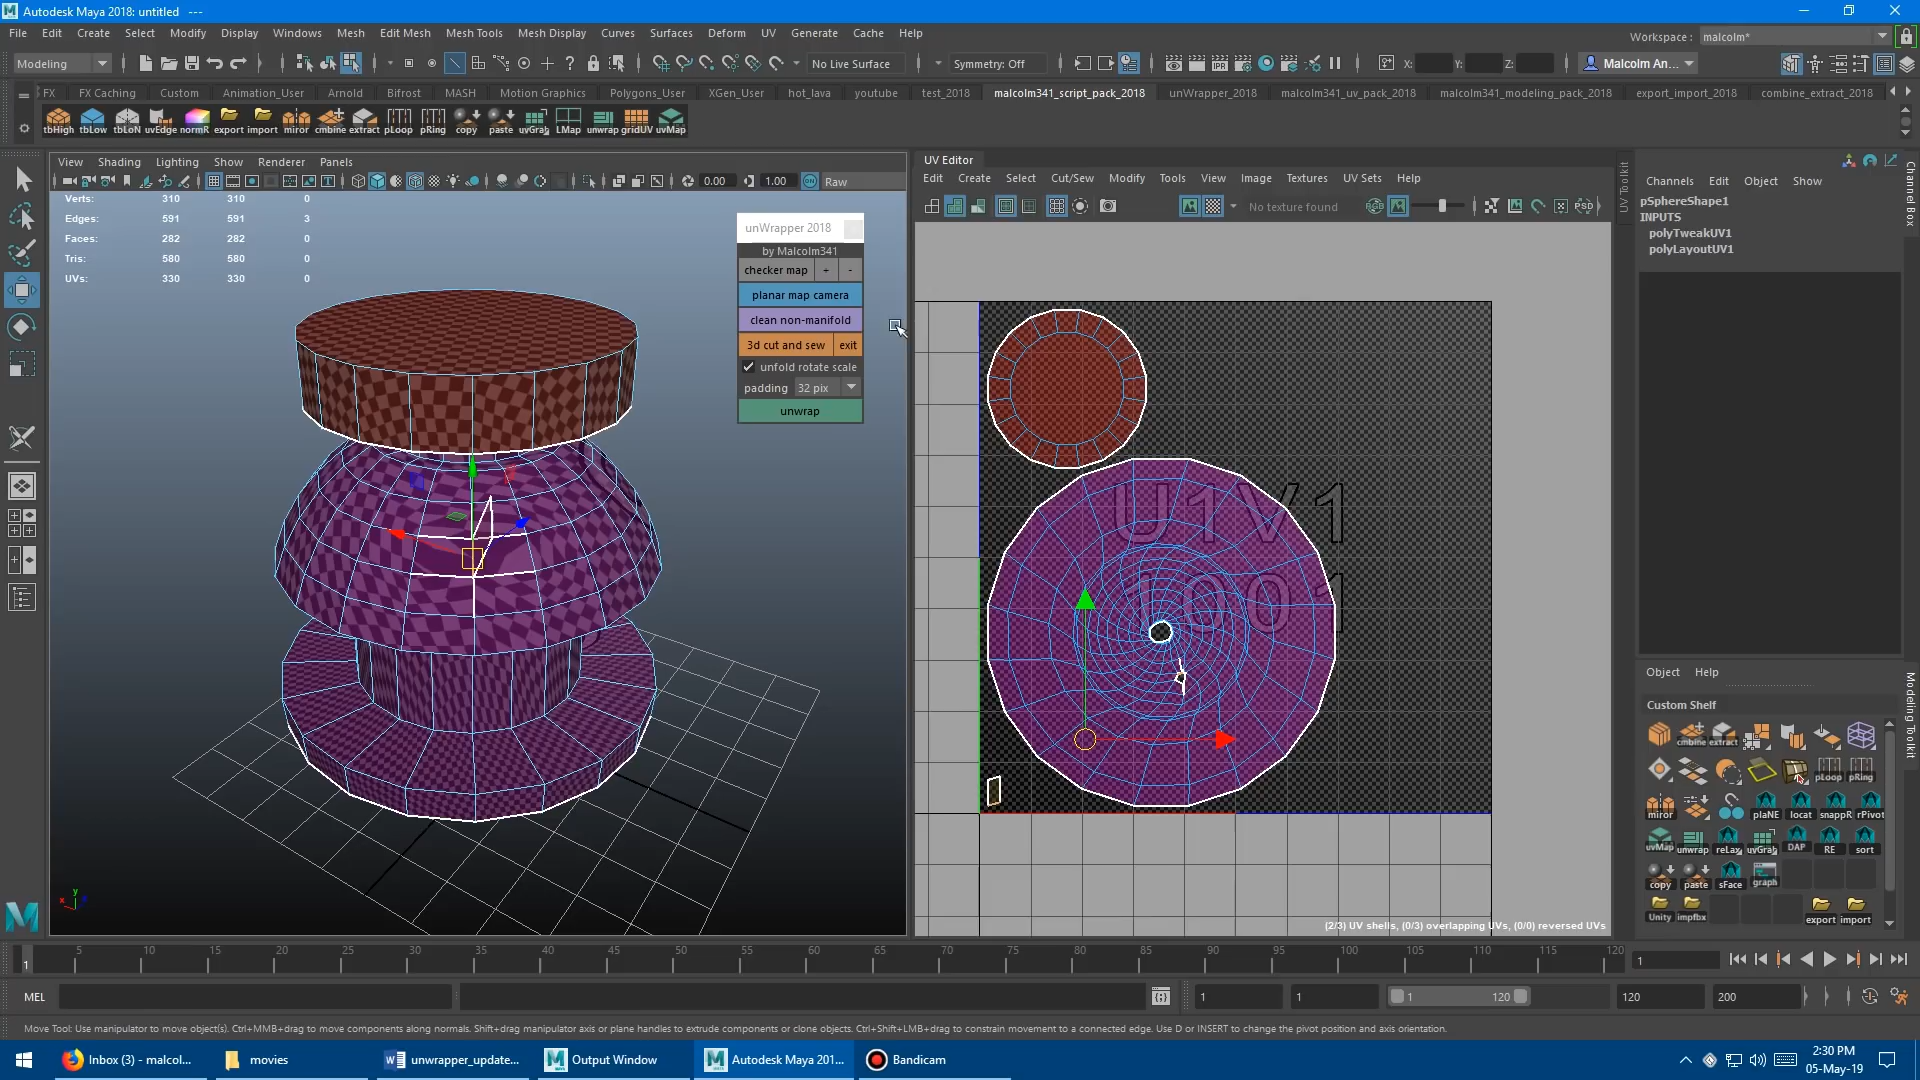 Autodesk Maya 2018: untitled   ---
File Edit Create Select Modify Display Windows Mesh Edit Mesh Mesh Tools Mesh Display Curves Surfaces Deform UV Generate Cache Help
Workspace : malcolm*
Modeling No Live Surface Symmetry: Off X: Y: Z: Malcolm An...
FX FX Caching Custom Animation_User Arnold Bifrost MASH Motion Graphics Polygons_User XGen_User hot_lava youtube test_2018 malcolm341_script_pack_2018 unWrapper_2018 malcolm341_uv_pack_2018 malcolm341_modeling_pack_2018 export_import_2018 combine_extract_2018
tbHigh tbLow tbLoN uvEdge normR export import miror cmbine extract pLoop pRing copy paste uvGrab LMap unwrap gridUV uvMap
View Shading Lighting Show Renderer Panels
0.00 1.00 Raw
Verts: 310 310 0
Edges: 591 591 3
Faces: 282 282 0
Tris: 580 580 0
UVs: 330 330 0
unWrapper 2018
by Malcolm341
checker map + -
planar map camera
clean non-manifold
3d cut and sew exit
unfold rotate scale
padding 32 pix
unwrap
y
x
UV Editor
Edit Create Select Cut/Sew Modify Tools View Image Textures UV Sets Help
No texture found
U1V1
1001
(2/3) UV shells, (0/3) overlapping UVs, (0/0) reversed UVs
UV Toolkit
Channels Edit Object Show
pSphereShape1
INPUTS
polyTweakUV1
polyLayoutUV1
Channel Box
Object Help
Custom Shelf
Modeling Toolkit
cmbine extract
pLoop pRing
miror plaNE locat snappR rPivot
uvMap unwrap reLax uvGrab DAP RE sort
copy paste sFace graph
Unity impfbx export import
5 10 15 20 25 30 35 40 45 50 55 60 65 70 75 80 85 90 95 100 105 110 115 120
1 1
MEL 1 1 1 120 120 200
Move Tool: Use manipulator to move object(s). Ctrl+MMB+drag to move components along normals. Shift+drag manipulator axis or plane handles to extrude components or clone objects. Ctrl+Shift+LMB+drag to constrain movement to a connected edge. Use D or INSERT to change the pivot position and axis orientation.
Inbox (3) - malcol... movies unwrapper_update... Output Window Autodesk Maya 201... Bandicam
2:30 PM
05-May-19